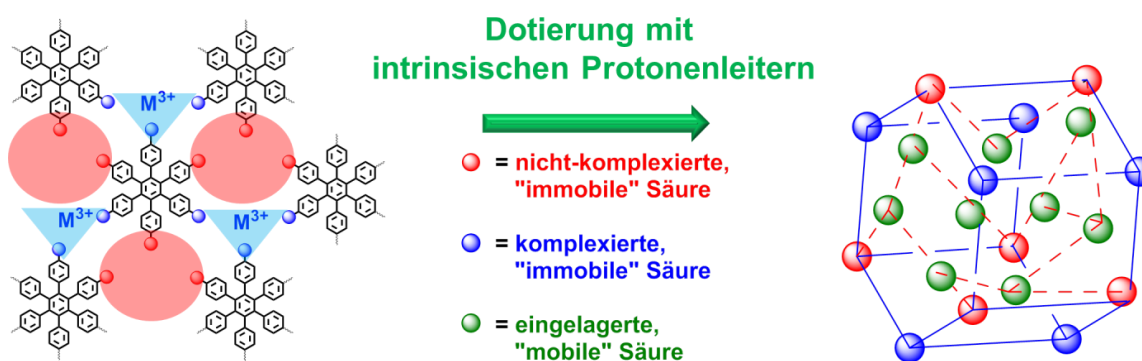 Dotierung mit
intrinsischen Protonenleitern
M3+
M3+
M3+
= nicht-komplexierte,
"immobile" Säure
= komplexierte,
"immobile" Säure
= eingelagerte,
"mobile" Säure